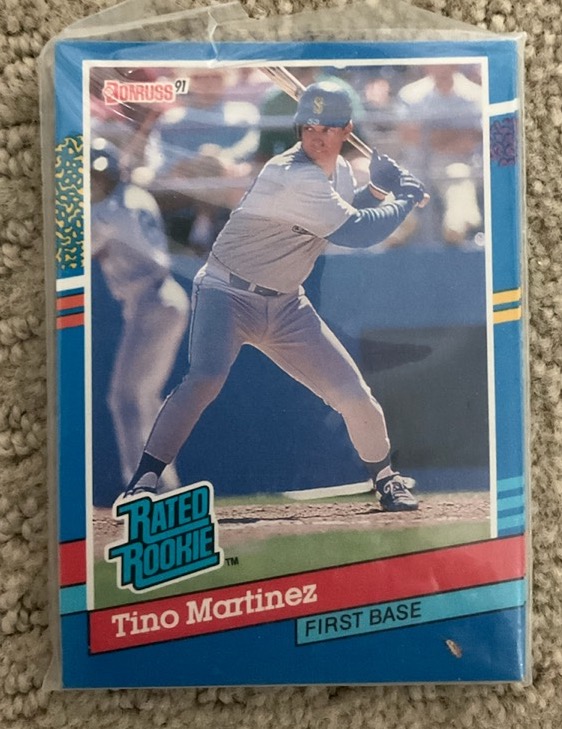 DONRUSS 91
S
RATED
ROOKIE TM
Tino Martinez
FIRST BASE